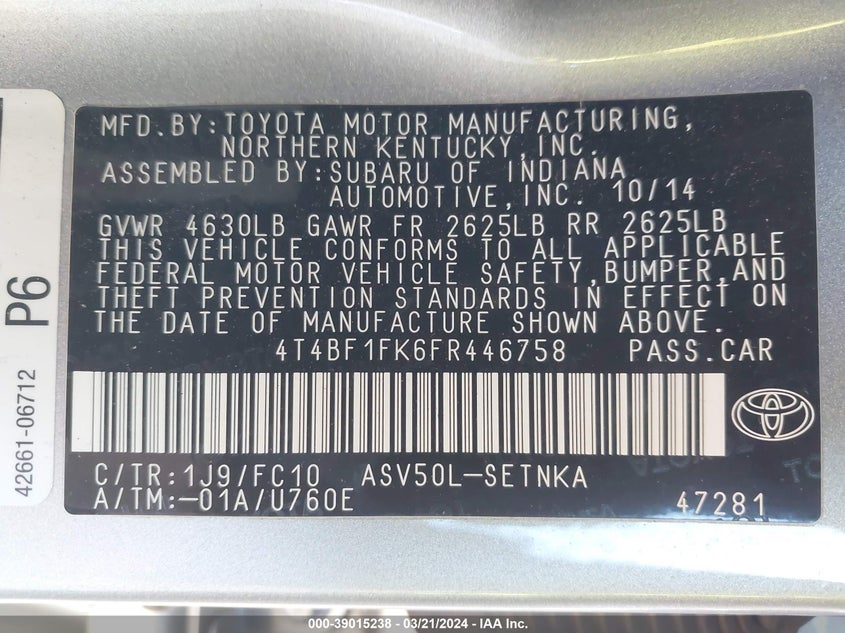 MFD.BY:TOYOTA MOTOR MANUFACTURING,
NORTHERN KENTUCKY,INC.
ASSEMBLED BY:SUBARU OF INDIANA
AUTOMOTIVE,INC. 10/14
GVWR 4630LB GAWR FR 2625LB RR 2625LB
THIS VEHICLE CONFORMS TO ALL APPLICABLE
FEDERAL MOTOR VEHICLE SAFETY,BUMPER,AND
THEFT PREVENTION STANDARDS IN EFFECT ON
THE DATE OF MANUFACTURE SHOWN ABOVE.
4T4BF1FK6FR446758 PASS.CAR
C/TR:1J9/FC10 ASV50L-SETNKA
A/TM:-01A/U760E 47281
P6
42661-06712
000-39015238 - 03/21/2024 - IAA Inc.